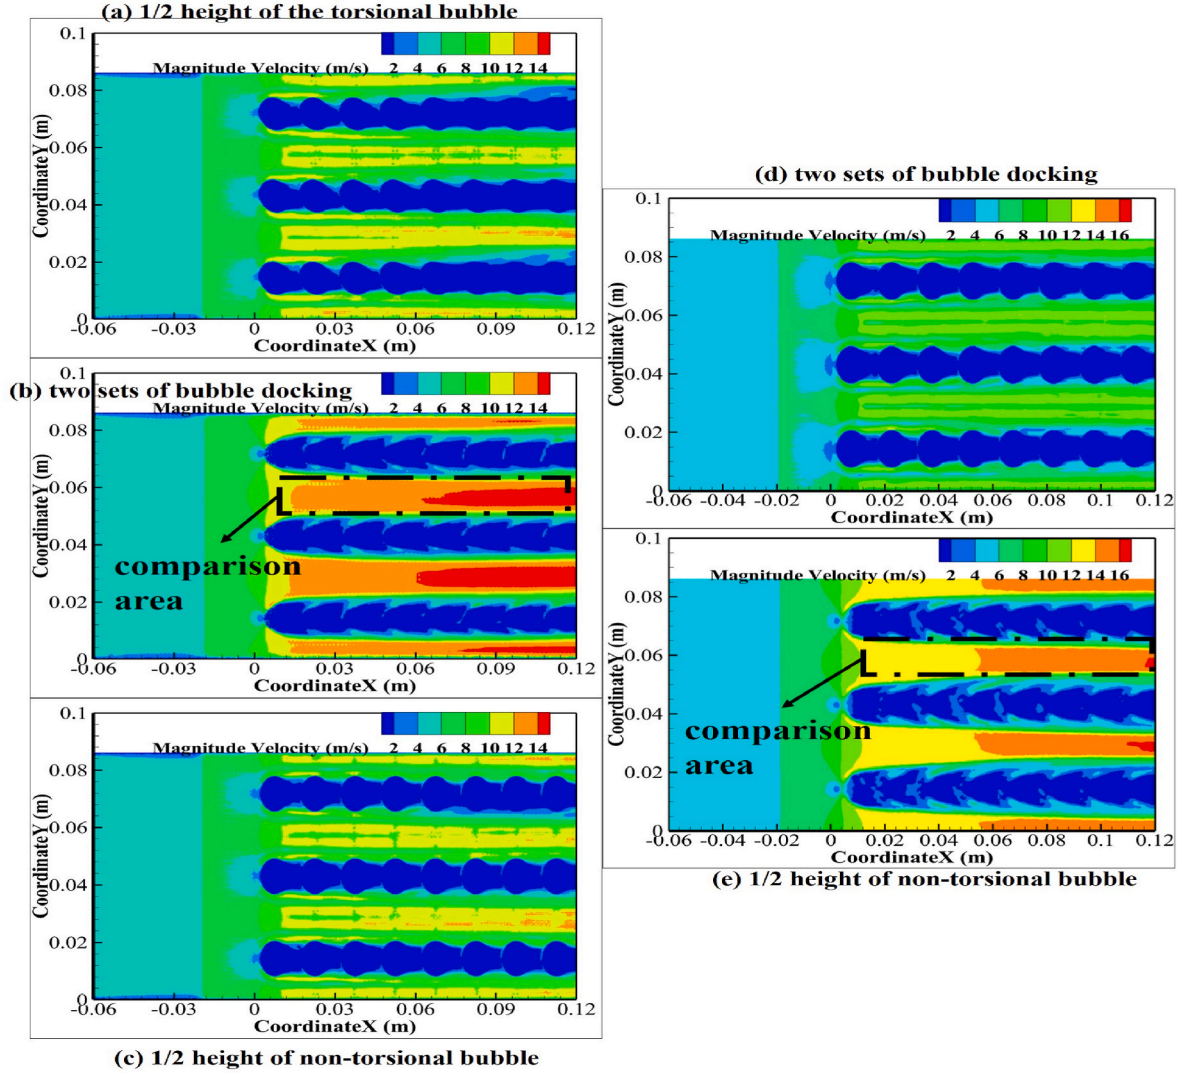 (a) 1/2 height of the torsional bubble
0.1
Magnitude Velocity (m/s) 2 4 6 8 10 12 14
0.08
0.06
0.04
0.02
0
CoordinateY (m)
-0.06 -0.03 0 0.03 0.06 0.09 0.12
CoordinateX (m)
(b) two sets of bubble docking
0.1
Magnitude Velocity (m/s) 2 4 6 8 10 12 14
0.08
0.06
0.04
0.02
0
CoordinateY (m)
comparison
area
-0.06 -0.03 0 0.03 0.06 0.09 0.12
CoordinateX (m)
0.1
Magnitude Velocity (m/s) 2 4 6 8 10 12 14
0.08
0.06
0.04
0.02
0
CoordinateY (m)
-0.06 -0.03 0 0.03 0.06 0.09 0.12
CoordinateX (m)
(c) 1/2 height of non-torsional bubble
(d) two sets of bubble docking
0.1
Magnitude Velocity (m/s) 2 4 6 8 10 12 14 16
0.08
0.06
0.04
0.02
0
CoordinateY (m)
-0.06 -0.04 -0.02 0 0.02 0.04 0.06 0.08 0.1 0.12
CoordinateX (m)
0.1
Magnitude Velocity (m/s) 2 4 6 8 10 12 14 16
0.08
0.06
0.04
0.02
0
CoordinateY (m)
comparison
area
-0.06 -0.04 -0.02 0 0.02 0.04 0.06 0.08 0.1 0.12
CoordinateX (m)
(e) 1/2 height of non-torsional bubble